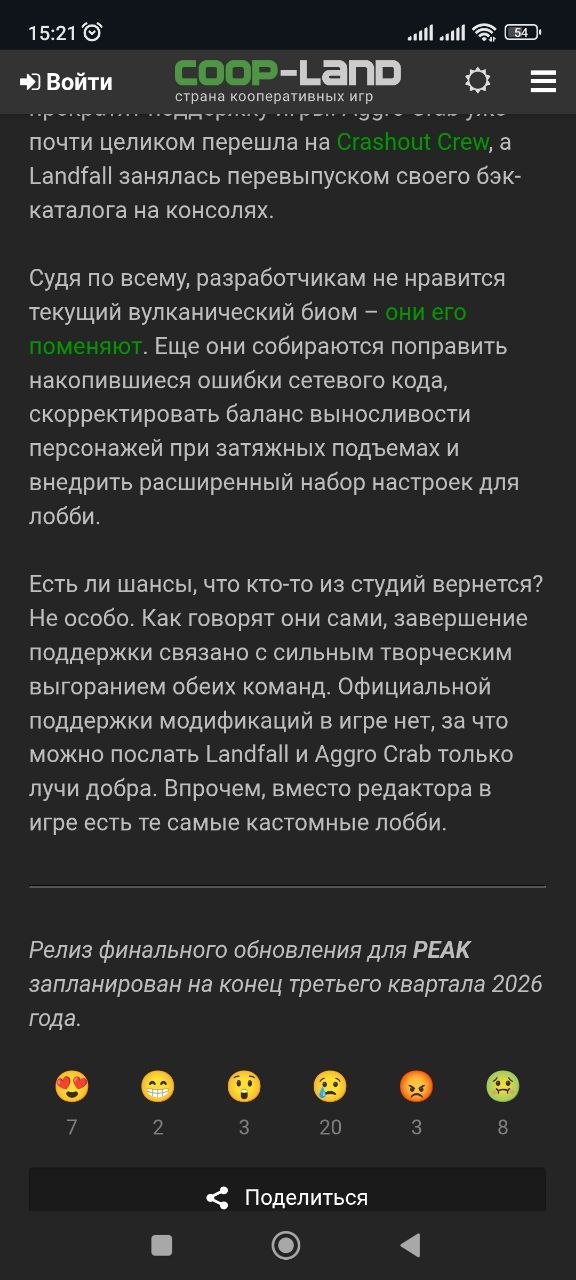 15:21
54
Войти
COOP-LAND
страна кооперативных игр
почти целиком перешла на Crashout Crew, а
Landfall занялась перевыпуском своего бэк-
каталога на консолях.
Судя по всему, разработчикам не нравится
текущий вулканический биом – они его
поменяют. Еще они собираются поправить
накопившиеся ошибки сетевого кода,
скорректировать баланс выносливости
персонажей при затяжных подъемах и
внедрить расширенный набор настроек для
лобби.
Есть ли шансы, что кто-то из студий вернется?
Не особо. Как говорят они сами, завершение
поддержки связано с сильным творческим
выгоранием обеих команд. Официальной
поддержки модификаций в игре нет, за что
можно послать Landfall и Aggro Crab только
лучи добра. Впрочем, вместо редактора в
игре есть те самые кастомные лобби.
Релиз финального обновления для PEAK
запланирован на конец третьего квартала 2026
года.
7 2 3 20 3 8
Поделиться